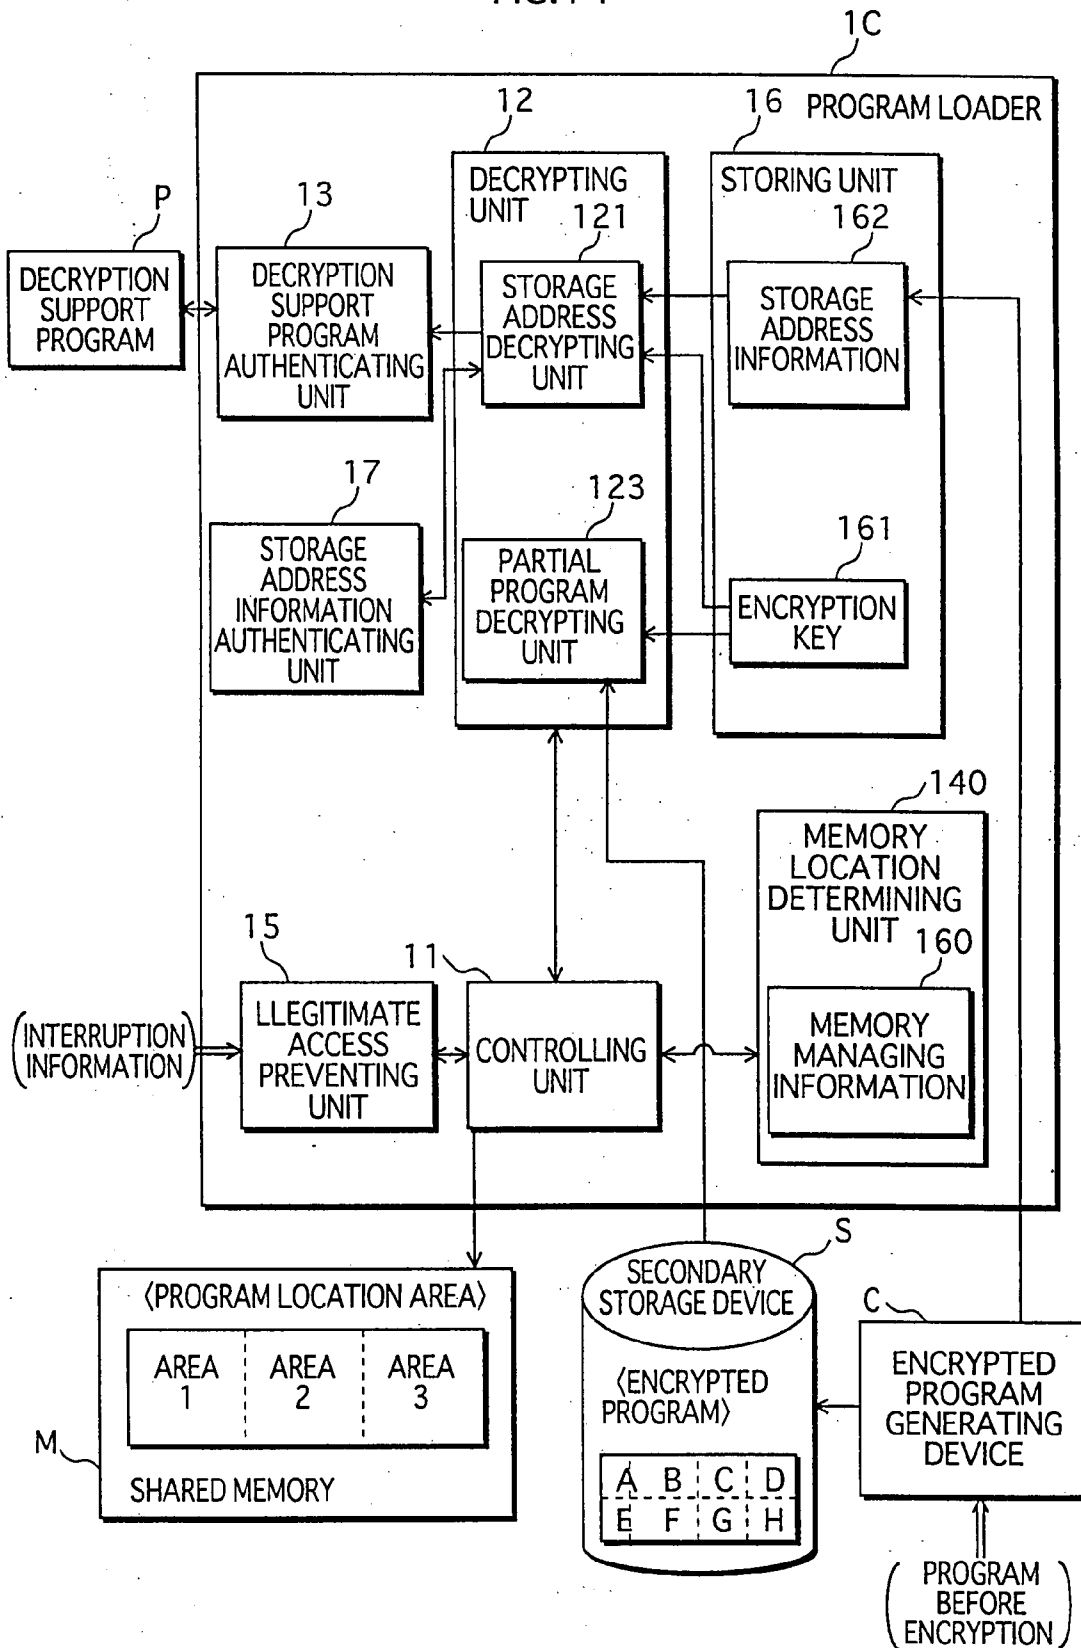 1C
PROGRAM LOADER
12
16
DECRYPTING
UNIT
STORING UNIT
P
13
121
162
DECRYPTION
SUPPORT
PROGRAM
DECRYPTION
SUPPORT
PROGRAM
AUTHENTICATING
UNIT
STORAGE
ADDRESS
DECRYPTING
UNIT
STORAGE
ADDRESS
INFORMATION
17
123
161
STORAGE
ADDRESS
INFORMATION
AUTHENTICATING
UNIT
PARTIAL
PROGRAM
DECRYPTING
UNIT
ENCRYPTION
KEY
140
MEMORY
LOCATION
DETERMINING
UNIT
15
11
160
(INTERRUPTION
INFORMATION)
LLEGITIMATE
ACCESS
PREVENTING
UNIT
CONTROLLING
UNIT
MEMORY
MANAGING
INFORMATION
S
〈PROGRAM LOCATION AREA〉
SECONDARY
STORAGE DEVICE
C
AREA
1
AREA
2
AREA
3
〈ENCRYPTED
PROGRAM〉
ENCRYPTED
PROGRAM
GENERATING
DEVICE
M
SHARED MEMORY
A B C D
E F G H
(PROGRAM
BEFORE
ENCRYPTION)